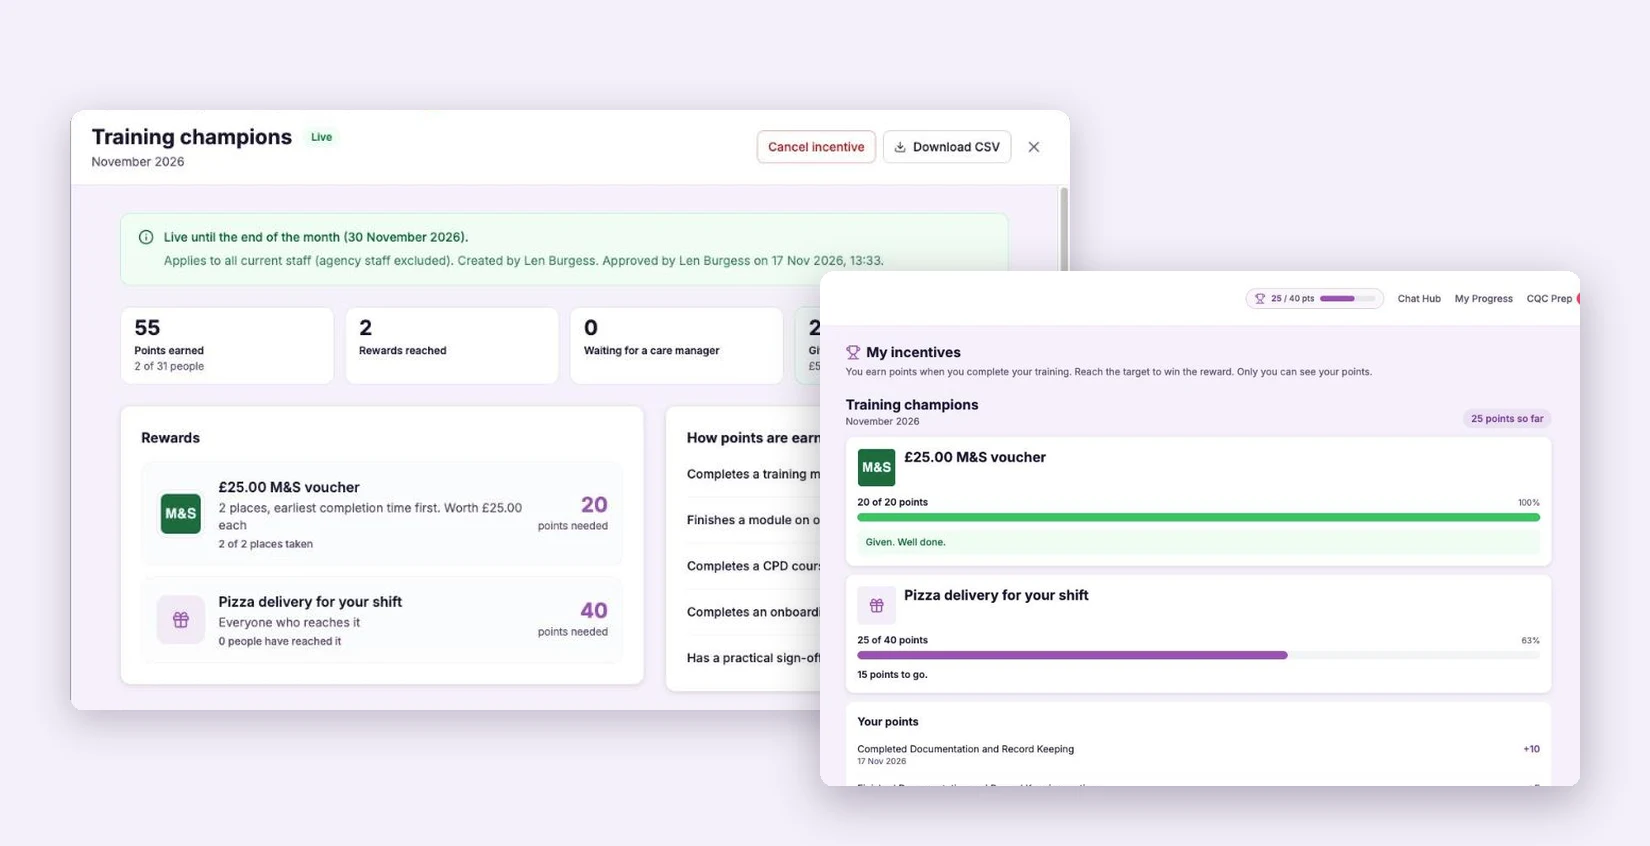 Training champions
Live
November 2026
Cancel incentive
Download CSV
Live until the end of the month (30 November 2026).
Applies to all current staff (agency staff excluded). Created by Len Burgess. Approved by Len Burgess on 17 Nov 2026, 13:33.
55
Points earned
2 of 31 people
2
Rewards reached
0
Waiting for a care manager
2
Rewards
M&S
£25.00 M&S voucher
2 places, earliest completion time first. Worth £25.00
each
2 of 2 places taken
20
points needed
Pizza delivery for your shift
Everyone who reaches it
0 people have reached it
40
points needed
How points are earn
Completes a training m
Finishes a module on o
Completes a CPD cours
Completes an onboardi
Has a practical sign-off
25 / 40 pts
Chat Hub
My Progress
CQC Prep
My incentives
You earn points when you complete your training. Reach the target to win the reward. Only you can see your points.
Training champions
November 2026
25 points so far
M&S
£25.00 M&S voucher
20 of 20 points
100%
Given. Well done.
Pizza delivery for your shift
25 of 40 points
63%
15 points to go.
Your points
Completed Documentation and Record Keeping
+10
17 Nov 2026